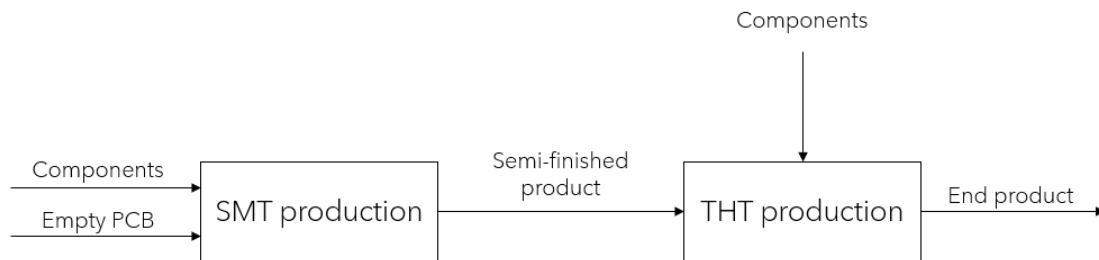 Components
Components
Empty PCB
SMT production
Semi-finished
product
THT production
End product